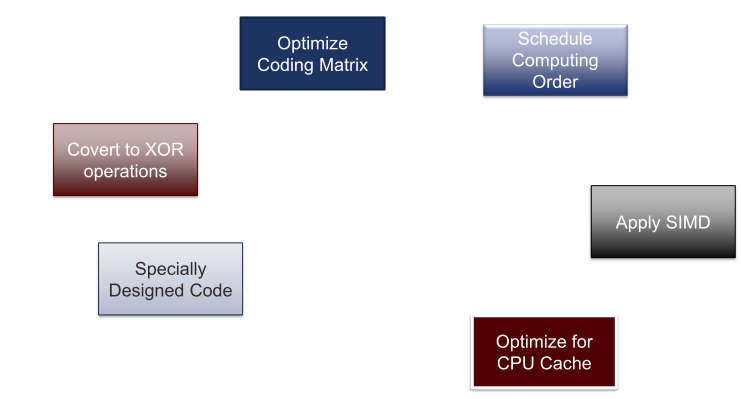 Optimize
Coding Matrix
Schedule
Computing
Order
Covert to XOR
operations
Apply SIMD
Specially
Designed Code
Optimize for
CPU Cache